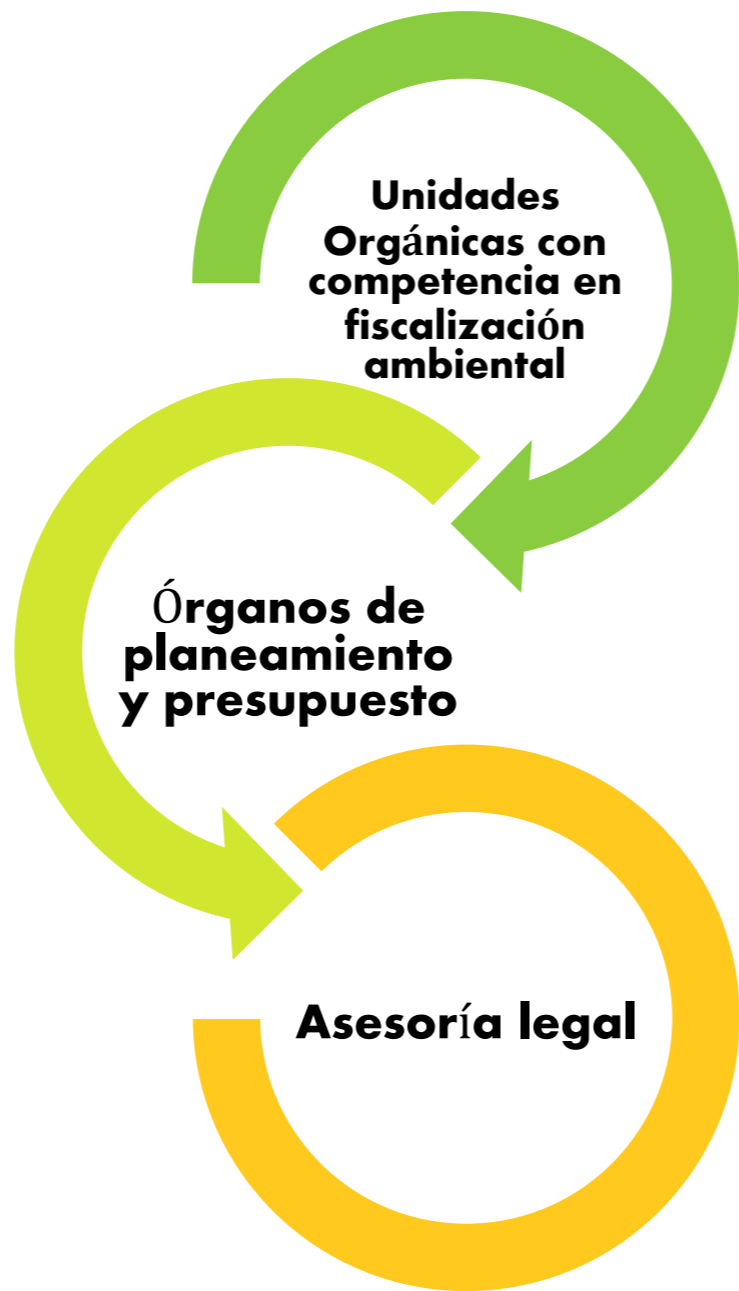 Unidades
Orgánicas con
competencia en
fiscalización
ambiental
Órganos de
planeamiento
y presupuesto
Asesoría legal